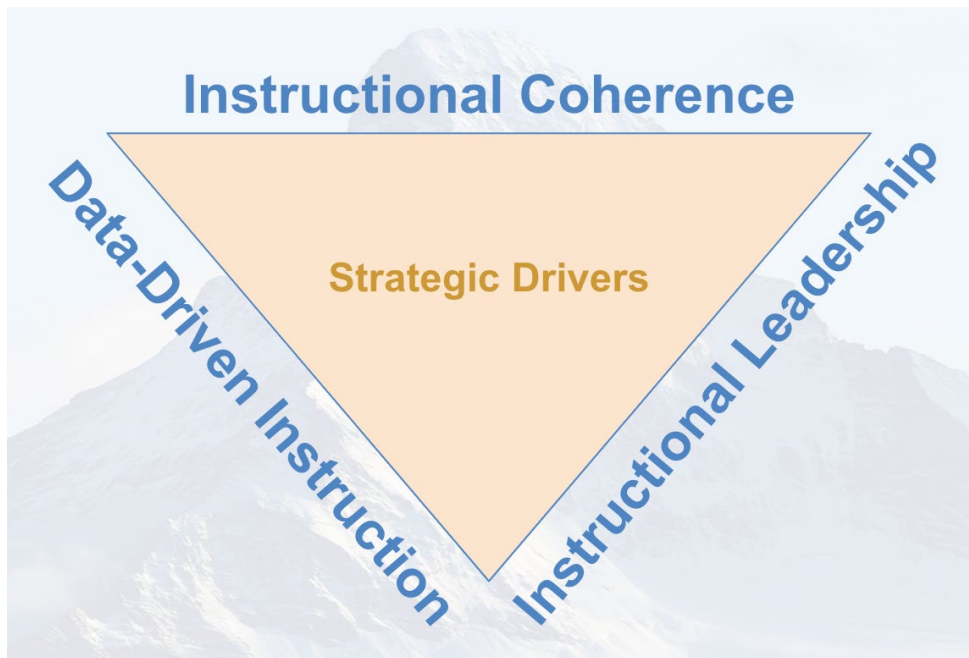 Instructional Coherence
Data-Driven Instruction
Strategic Drivers
Instructional Leadership